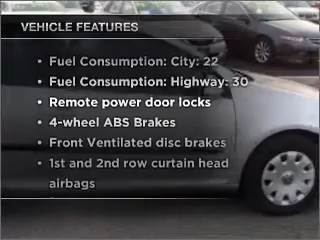 VEHICLE FEATURES
• Fuel Consumption: City: 22
• Fuel Consumption: Highway: 30
• Remote power door locks
• 4-wheel ABS Brakes
• Front Ventilated disc brakes
• 1st and 2nd row curtain head
airbags